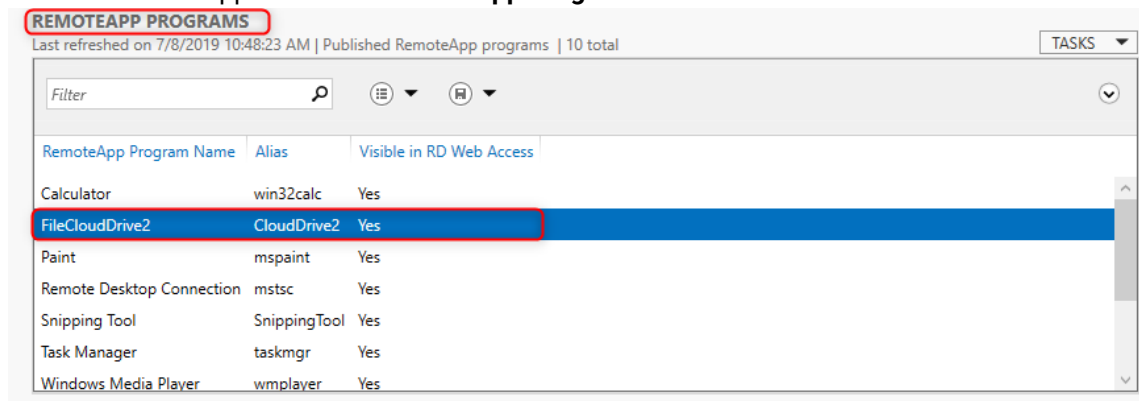 REMOTEAPP PROGRAMS
Last refreshed on 7/8/2019 10:48:23 AM | Published RemoteApp programs | 10 total
TASKS
Filter
RemoteApp Program Name Alias Visible in RD Web Access
Calculator win32calc Yes
FileCloudDrive2 CloudDrive2 Yes
Paint mspaint Yes
Remote Desktop Connection mstsc Yes
Snipping Tool SnippingTool Yes
Task Manager taskmgr Yes
Windows Media Player wmplayer Yes